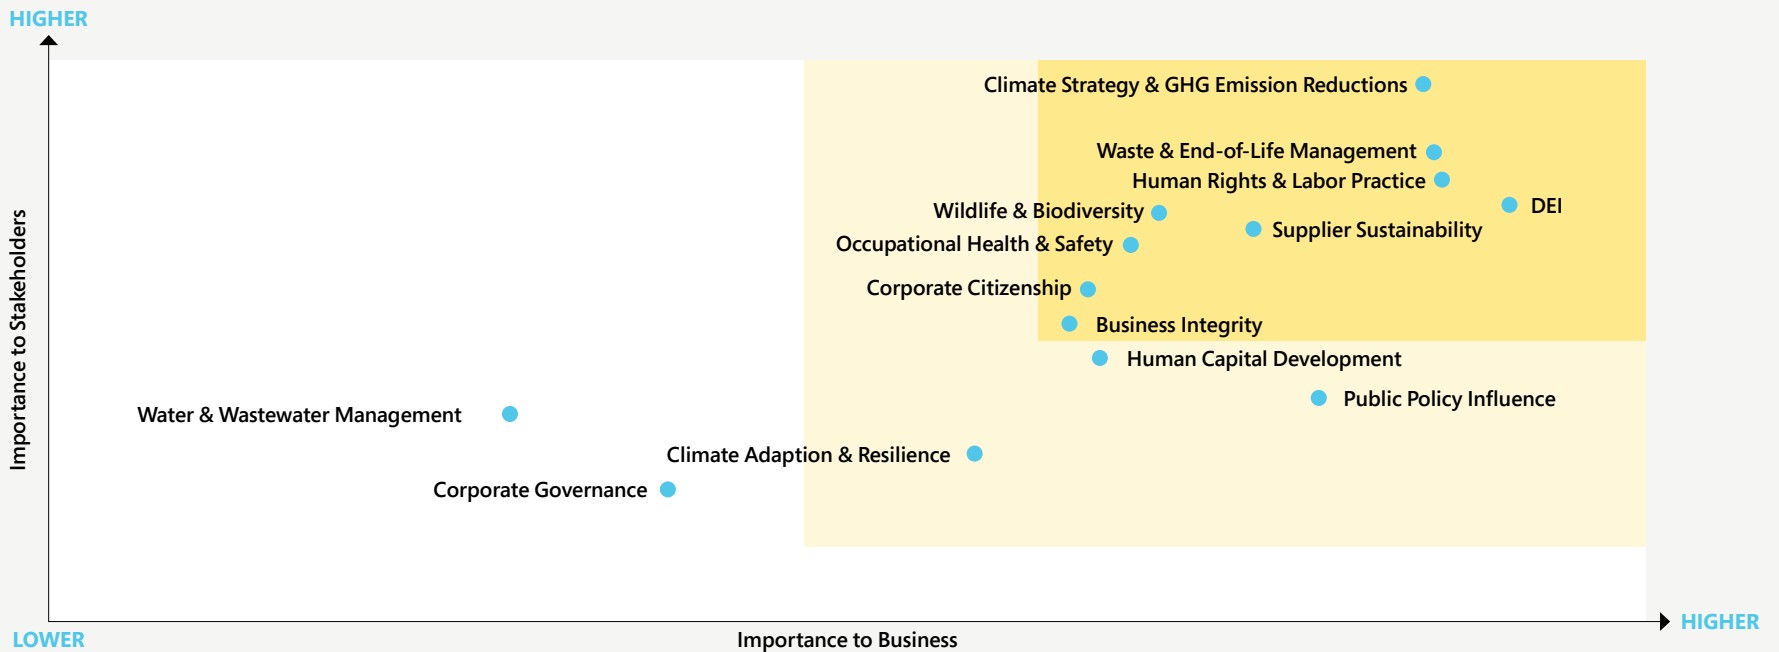 HIGHER
Climate Strategy & GHG Emission Reductions
Waste & End-of-Life Management
Human Rights & Labor Practice
DEI
Wildlife & Biodiversity
Supplier Sustainability
Occupational Health & Safety
Corporate Citizenship
Business Integrity
Human Capital Development
Public Policy Influence
Water & Wastewater Management
Climate Adaption & Resilience
Corporate Governance
Importance to Stakeholders
HIGHER
LOWER
Importance to Business